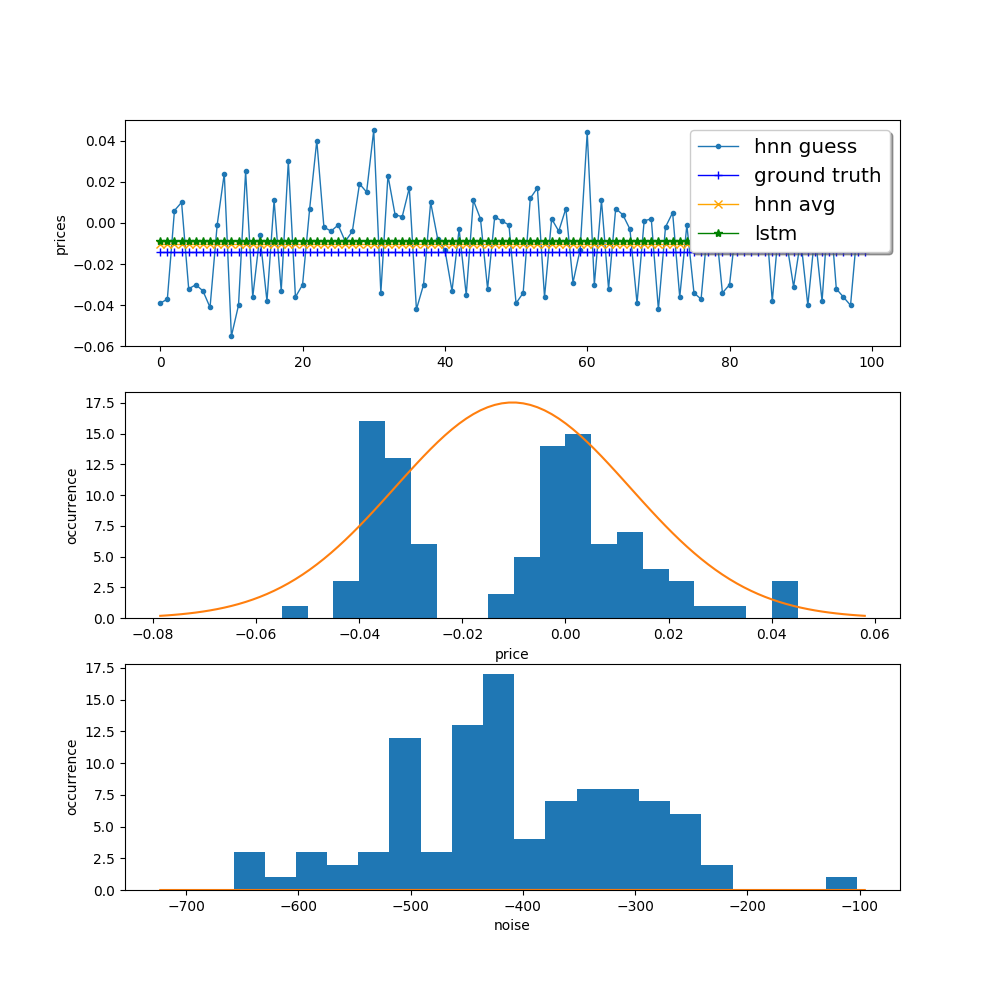 0.04
0.02
0.00
−0.02
−0.04
−0.06
prices
hnn guess
ground truth
hnn avg
lstm
0 20 40 60 80 100
17.5
15.0
12.5
10.0
7.5
5.0
2.5
0.0
occurrence
−0.08 −0.06 −0.04 −0.02 0.00 0.02 0.04 0.06
price
17.5
15.0
12.5
10.0
7.5
5.0
2.5
0.0
occurrence
−700 −600 −500 −400 −300 −200 −100
noise